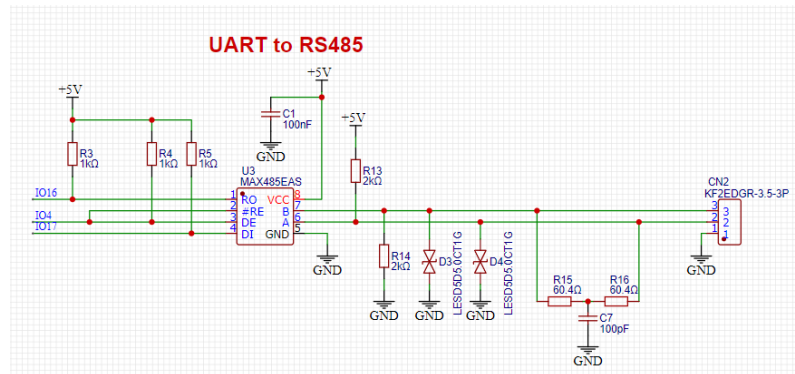 UART to RS485
+5V
+5V
+5V
C1
100nF
GND
R3
1kΩ
R4
1kΩ
R5
1kΩ
R13
2kΩ
U3
MAX485EAS
IO16
IO4
IO17
1 RO VCC 8
2 #RE B 7
3 DE A 6
4 DI GND 5
GND
R14
2kΩ
GND
D3
LESD5D5.0CT1G
GND
D4
LESD5D5.0CT1G
GND
R15
60.4Ω
R16
60.4Ω
C7
100pF
GND
CN2
KF2EDGR-3.5-3P
3 3
2 2
1 1
GND